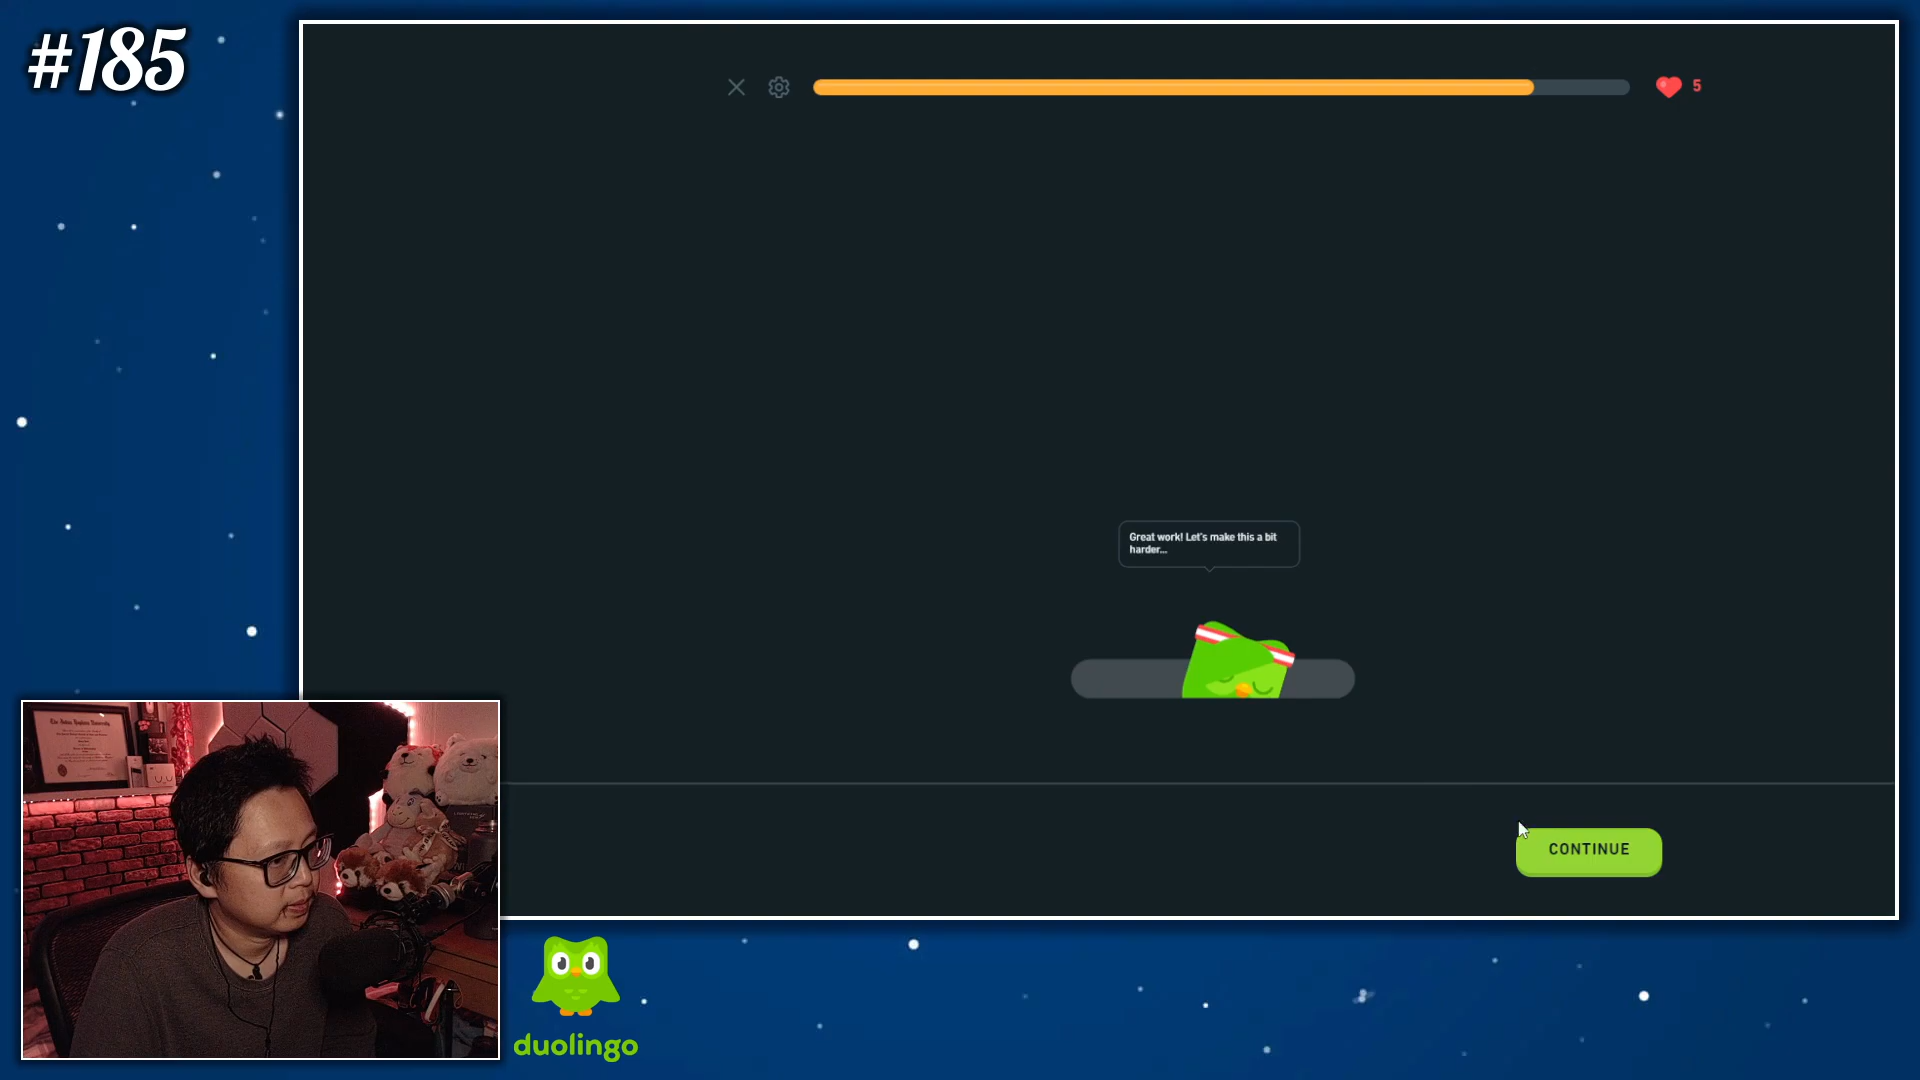 #185
5
Great work! Let's make this a bit
harder...
CONTINUE
duolingo